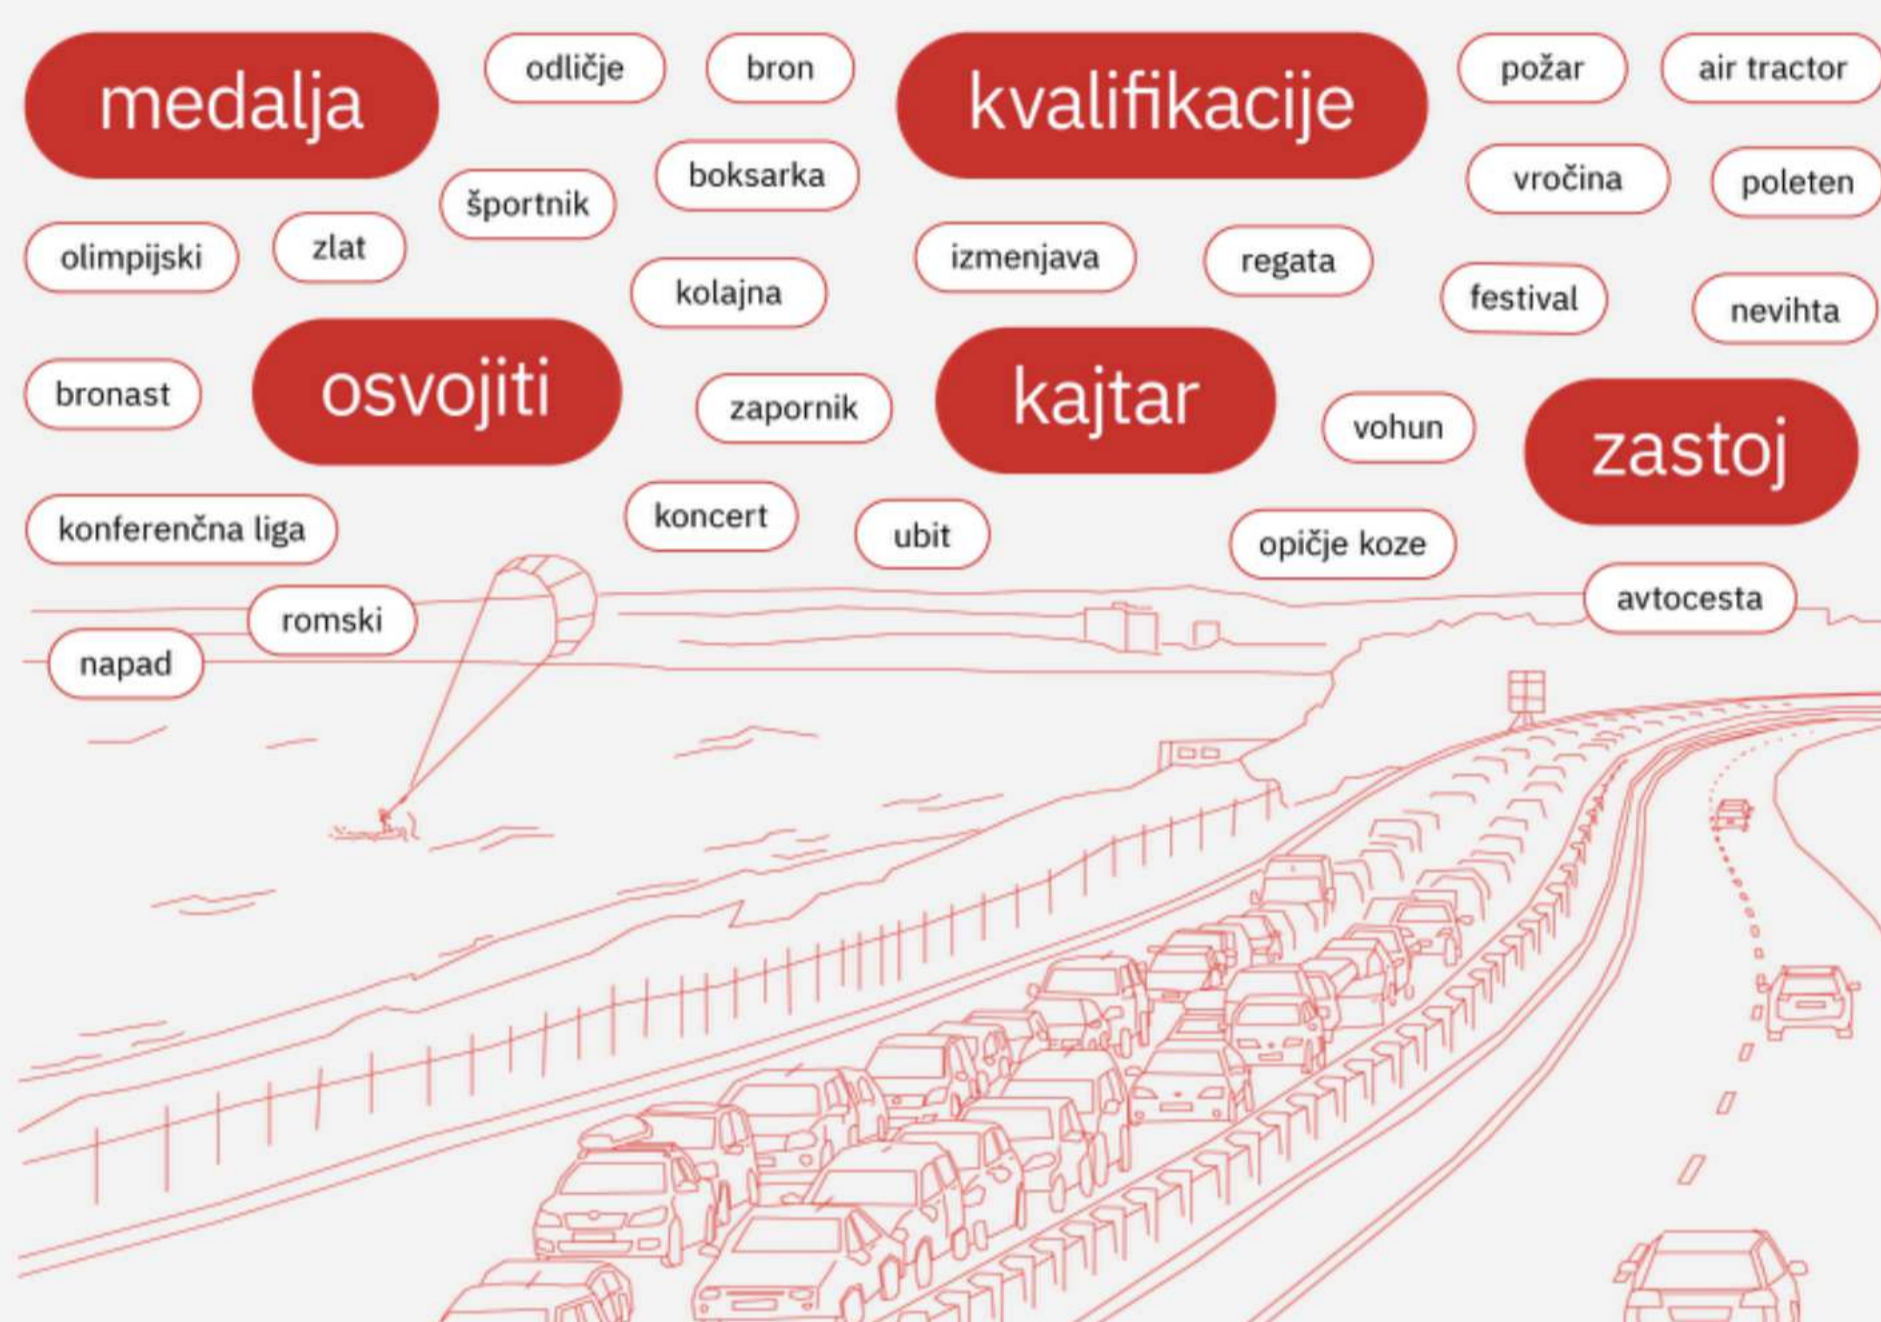 medalja
odličje
bron
kvalifikacije
požar
air tractor
boksarka
vročina
poleten
športnik
olimpijski
zlat
izmenjava
regata
kolajna
festival
nevihta
bronast
osvojiti
zapornik
kajtar
vohun
zastoj
konferenčna liga
koncert
ubit
opičje koze
avtocesta
romski
napad